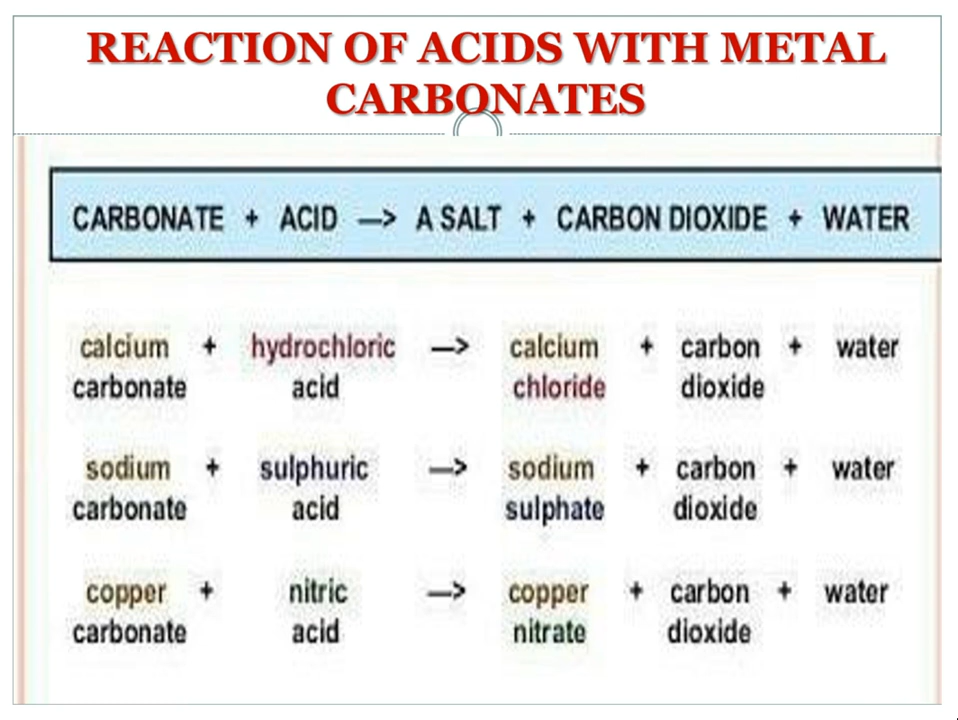 REACTION OF ACIDS WITH METAL
CARBONATES
CARBONATE + ACID —> A SALT + CARBON DIOXIDE + WATER
calcium + hydrochloric —> calcium + carbon + water
carbonate acid chloride dioxide
sodium + sulphuric —> sodium + carbon + water
carbonate acid sulphate dioxide
copper + nitric —> copper + carbon + water
carbonate acid nitrate dioxide